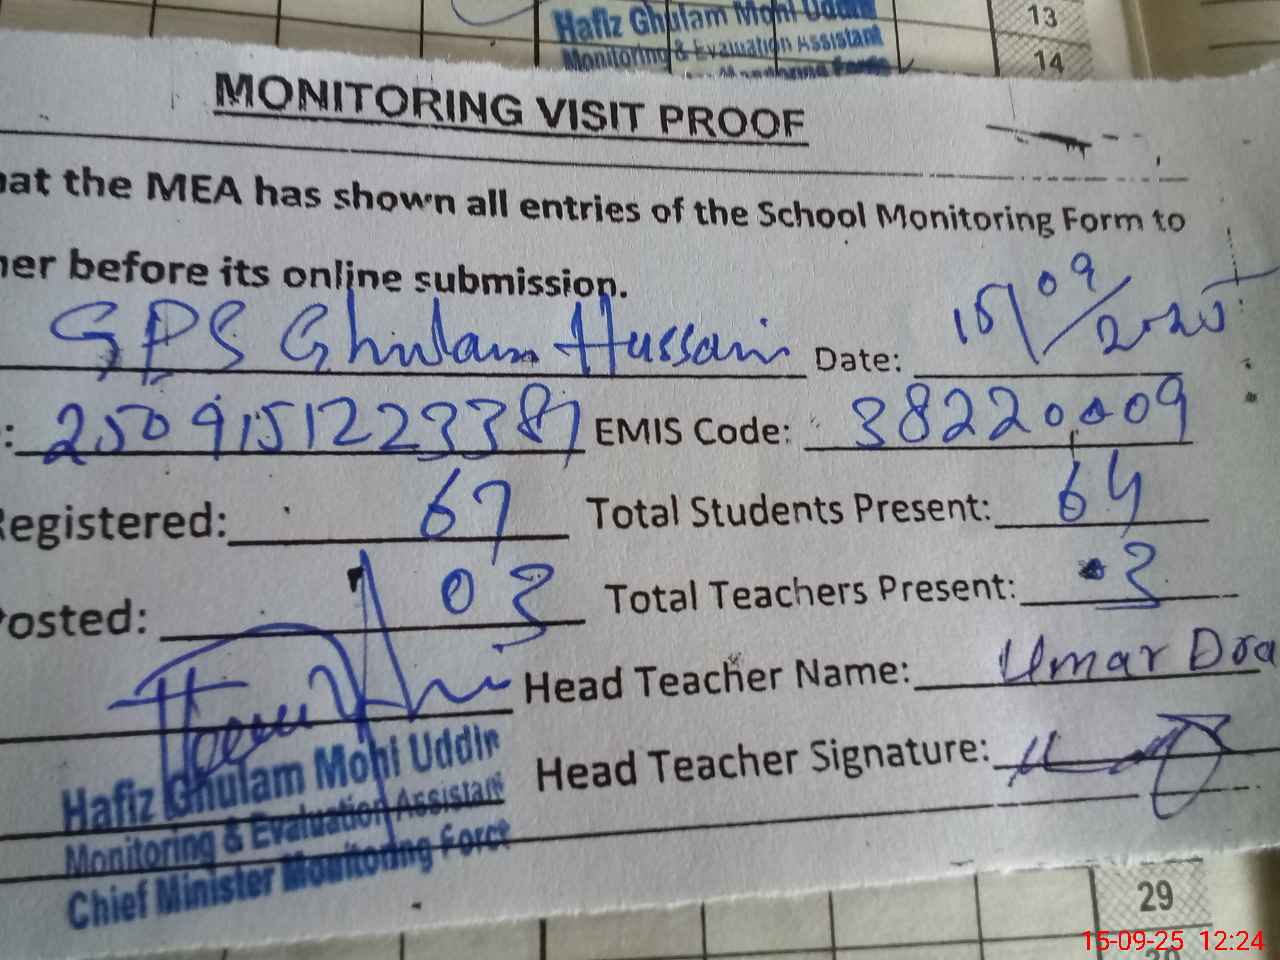 13
Hafiz Ghulam Mohi Uddin
Monitoring & Evaluation Assistant
14
MONITORING VISIT PROOF
hat the MEA has shown all entries of the School Monitoring Form to
her before its online submission.
GPS Ghulam Hussain Date: 15/09/2025
: 2509151223387 EMIS Code: 38220009
Registered: 67 Total Students Present: 64
Posted: 03 Total Teachers Present: 3
Head Teacher Name: Umar Dra
Head Teacher Signature:
Hafiz Ghulam Mohi Uddin
Monitoring & Evaluation Assistant
Chief Minister Monitoring Force
29
15-09-25 12:24